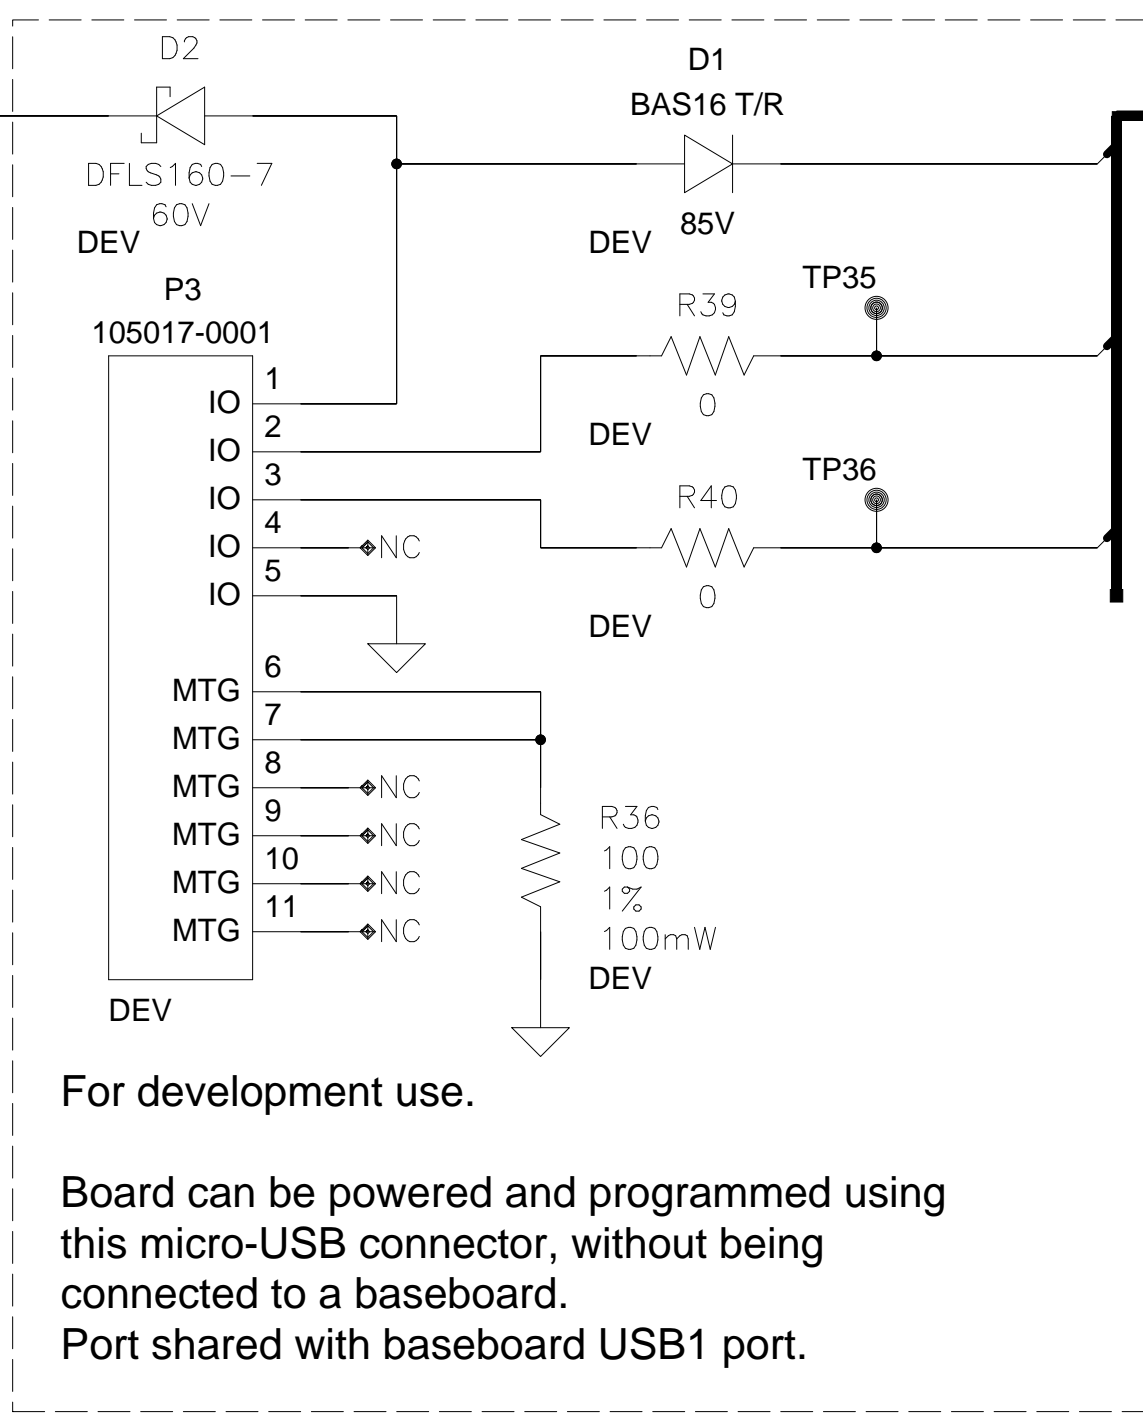 D2
DFLS160-7
60V
DEV
D1
BAS16 T/R
85V
DEV
P3
105017-0001
IO 1
IO 2
IO 3
IO 4 NC
IO 5
MTG 6
MTG 7
MTG 8 NC
MTG 9 NC
MTG 10 NC
MTG 11 NC
DEV
R39
0
DEV
TP35
R40
0
DEV
TP36
R36
100
1%
100mW
DEV
For development use.
Board can be powered and programmed using
this micro-USB connector, without being
connected to a baseboard.
Port shared with baseboard USB1 port.